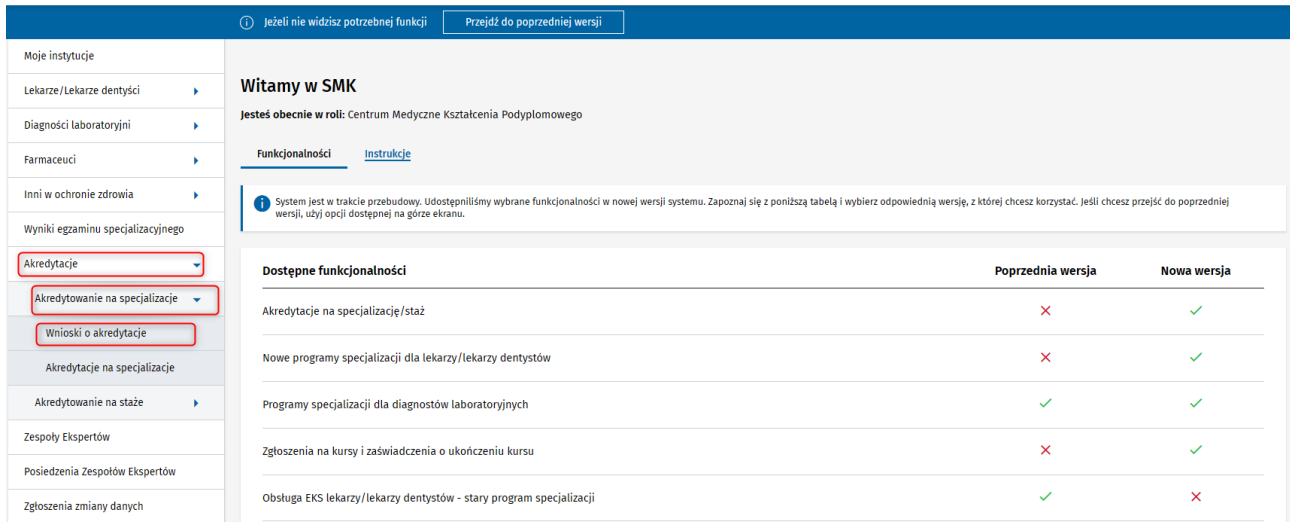 Jeżeli nie widzisz potrzebnej funkcji
Przejdź do poprzedniej wersji
Moje instytucje
Lekarze/Lekarze dentyści
Diagności laboratoryjni
Farmaceuci
Inni w ochronie zdrowia
Wyniki egzaminu specjalizacyjnego
Akredytacje
Akredytowanie na specjalizacje
Wnioski o akredytacje
Akredytacje na specjalizacje
Akredytowanie na staże
Zespoły Ekspertów
Posiedzenia Zespołów Ekspertów
Zgłoszenia zmiany danych
Witamy w SMK
Jesteś obecnie w roli: Centrum Medyczne Kształcenia Podyplomowego
Funkcjonalności
Instrukcje
System jest w trakcie przebudowy. Udostępniliśmy wybrane funkcjonalności w nowej wersji systemu. Zapoznaj się z poniższą tabelą i wybierz odpowiednią wersję, z której chcesz korzystać. Jeśli chcesz przejść do poprzedniej
wersji, użyj opcji dostępnej na górze ekranu.
Dostępne funkcjonalności Poprzednia wersja Nowa wersja
Akredytacje na specjalizację/staż
Nowe programy specjalizacji dla lekarzy/lekarzy dentystów
Programy specjalizacji dla diagnostów laboratoryjnych
Zgłoszenia na kursy i zaświadczenia o ukończeniu kursu
Obsługa EKS lekarzy/lekarzy dentystów - stary program specjalizacji